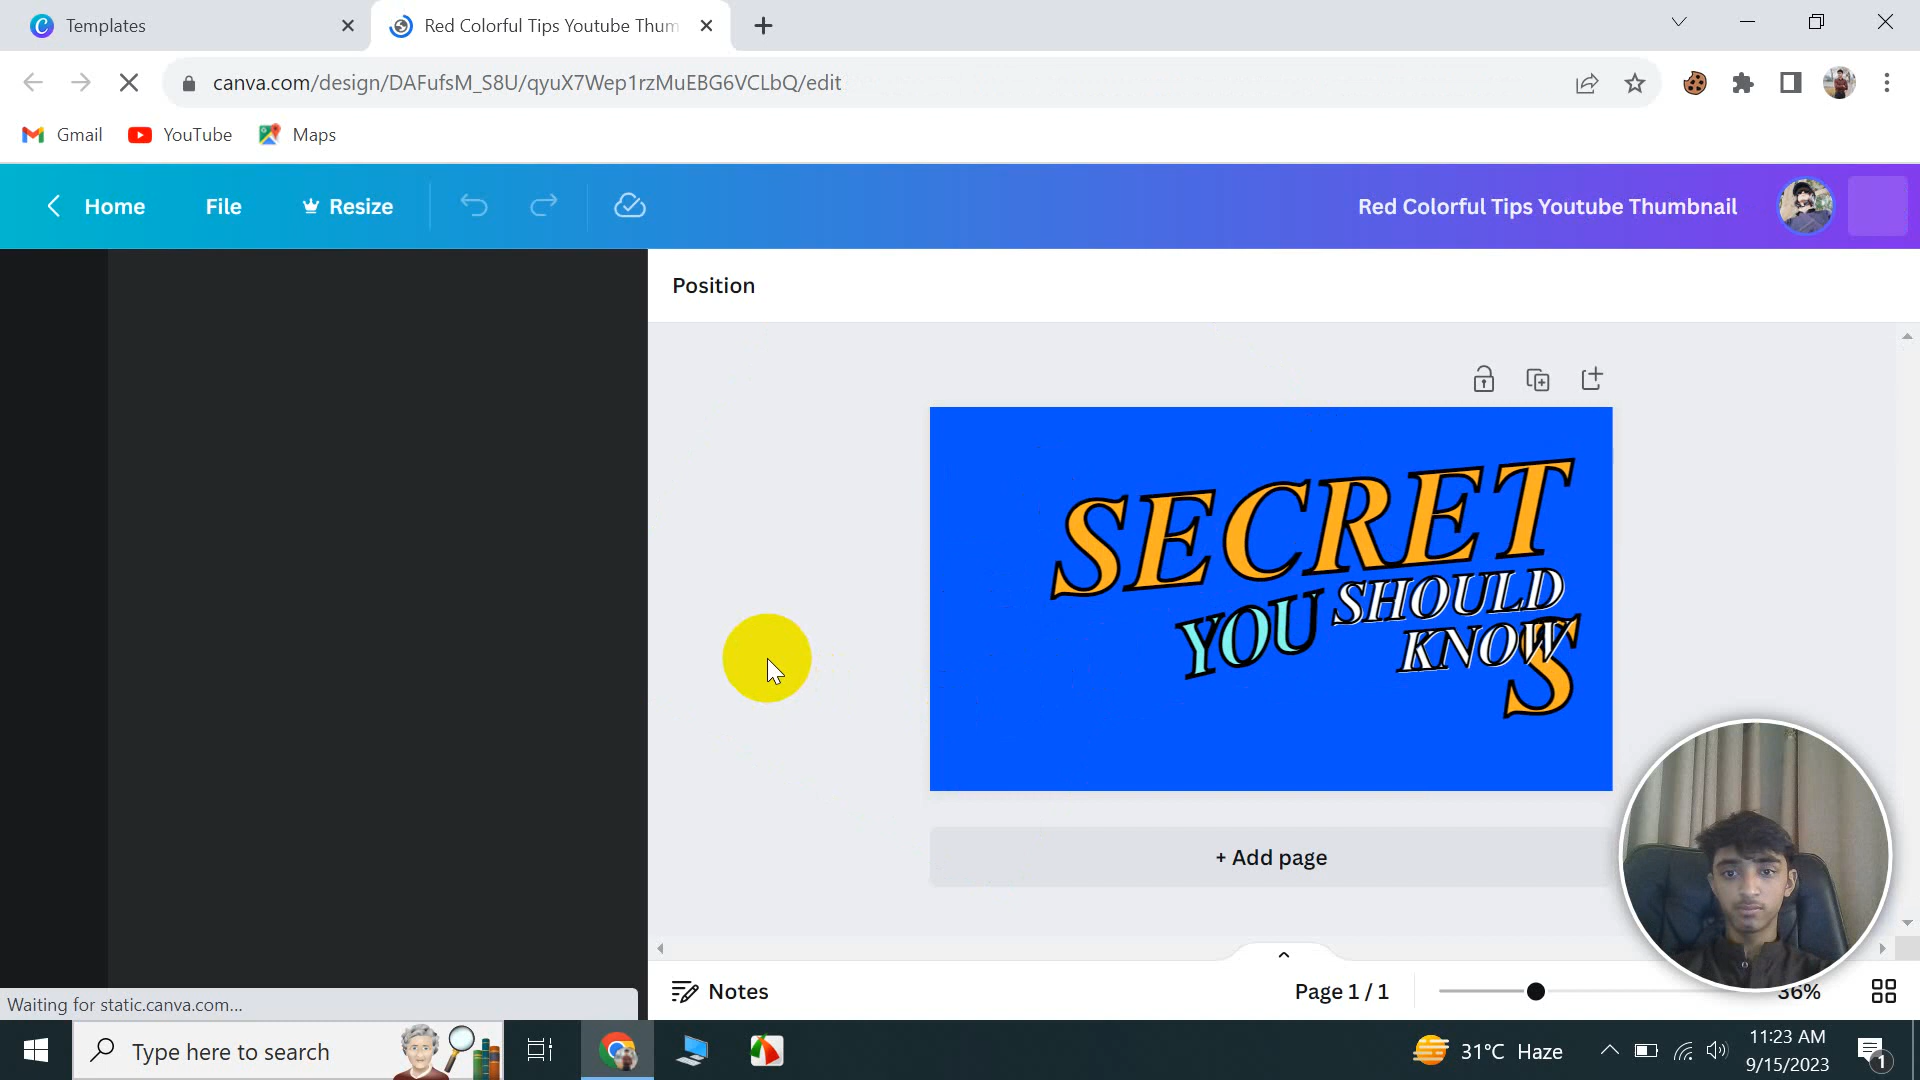 Templates
Red Colorful Tips Youtube Thum
canva.com/design/DAFufsM_S8U/qyuX7Wep1rzMuEBG6VCLbQ/edit
Gmail YouTube Maps
Home File Resize Red Colorful Tips Youtube Thumbnail
Position
SECRET
YOU SHOULD
KNOW
S
+ Add page
Notes Page 1 / 1 36%
Waiting for static.canva.com...
Type here to search 31°C Haze 11:23 AM
9/15/2023
1